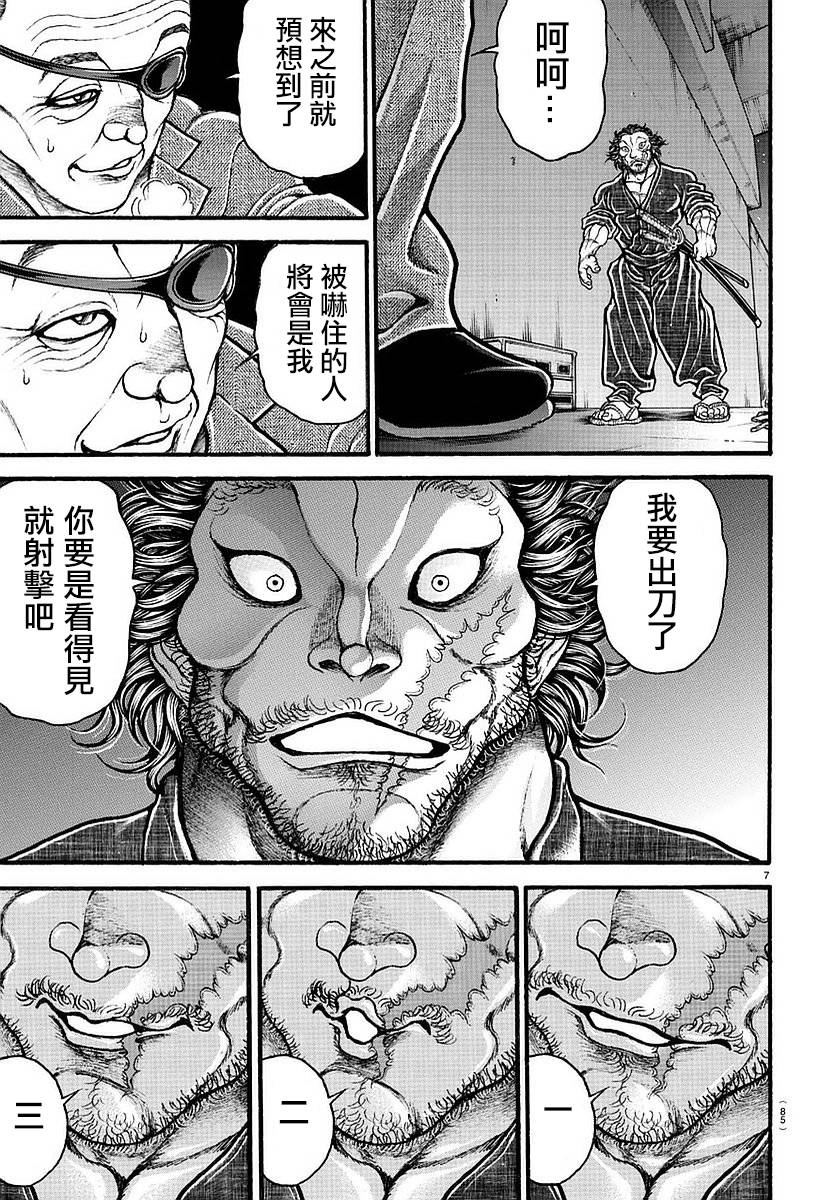 呵呵…
來之前就
預想到了
被嚇住的人
將會是我
我要出刀了
你要是看得見
就射擊吧
7
一
二
三
(85)